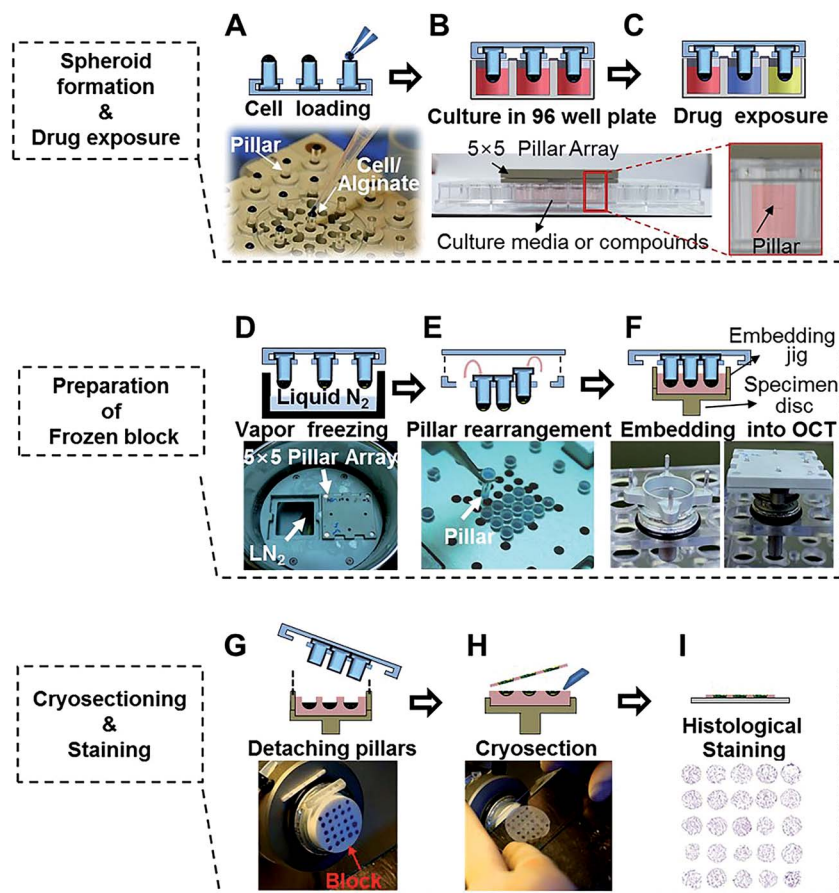 A
B
C
Spheroid
formation
&
Drug exposure
Cell loading
Culture in 96 well plate
Drug exposure
Pillar
Cell/
Alginate
5×5 Pillar Array
Culture media or compounds
Pillar
D
E
F
Preparation
of
Frozen block
Liquid N₂
Embedding
jig
Specimen
disc
Vapor freezing
Pillar rearrangement
Embedding into OCT
5×5 Pillar Array
LN₂
Pillar
G
H
I
Cryosectioning
&
Staining
Detaching pillars
Cryosection
Histological
Staining
Block